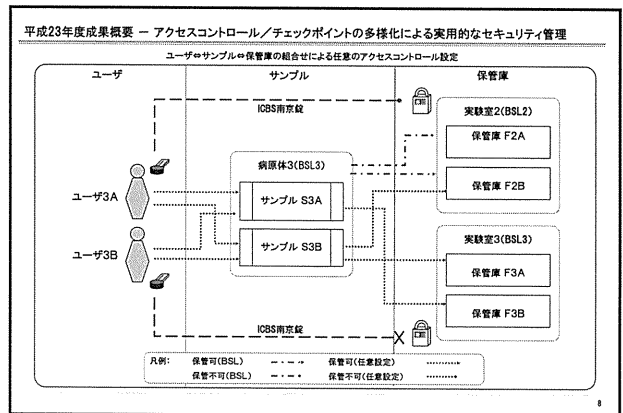 平成23年度成果概要 － アクセスコントロール／チェックポイントの多様化による実用的なセキュリティ管理
ユーザ⇔サンプル⇔保管庫の組合せによる任意のアクセスコントロール設定
ユーザ
サンプル
保管庫
ICBS南京錠
実験室2(BSL2)
保管庫 F2A
保管庫 F2B
病原体3(BSL3)
サンプル S3A
サンプル S3B
ユーザ3A
ユーザ3B
実験室3(BSL3)
保管庫 F3A
保管庫 F3B
ICBS南京錠
凡例: 保管可(BSL) 保管可(任意設定)
保管不可(BSL) 保管不可(任意設定)
8